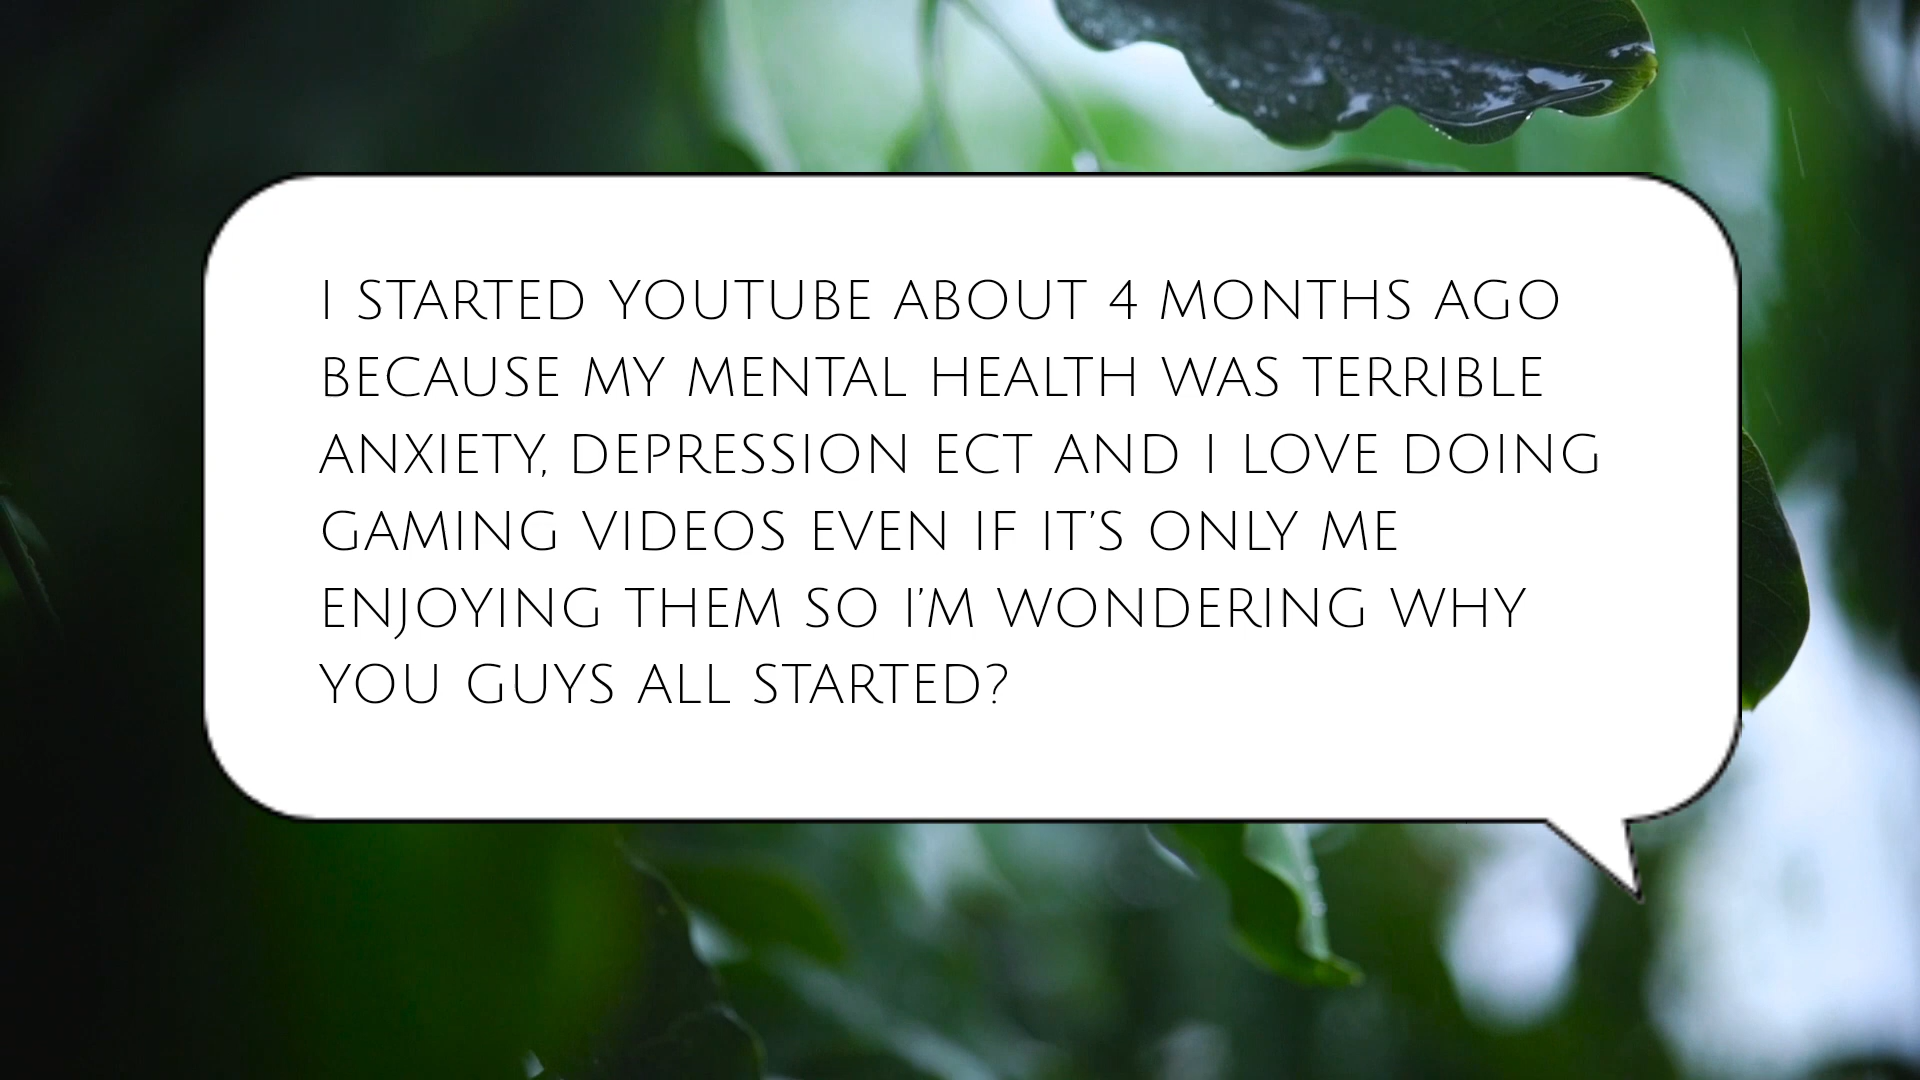 I STARTED YOUTUBE ABOUT 4 MONTHS AGO
BECAUSE MY MENTAL HEALTH WAS TERRIBLE
ANXIETY, DEPRESSION ECT AND I LOVE DOING
GAMING VIDEOS EVEN IF IT’S ONLY ME
ENJOYING THEM SO I’M WONDERING WHY
YOU GUYS ALL STARTED?